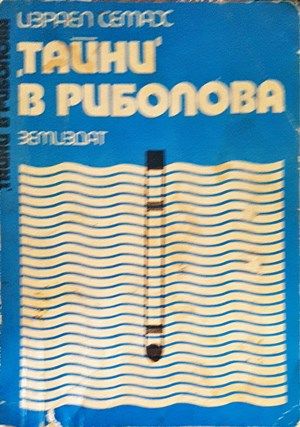 ИЗРАЕЛ СЕМАХ
„ТАЙНИ“
В РИБОЛОВА
ЗЕМИЗДАТ
„ТАЙНИ“ В РИБОЛОВА